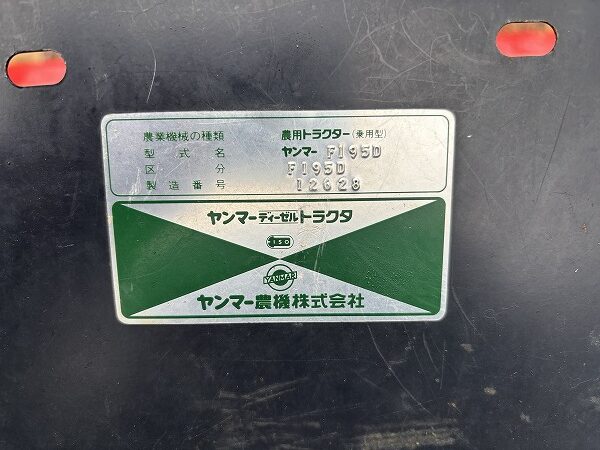 農業機械の種類 農用トラクター(乗用型)
型式名 ヤンマー F195D
区分 F195D
製造番号 12628
ヤンマーディーゼルトラクタ
ISO
YANMAR
ヤンマー農機株式会社